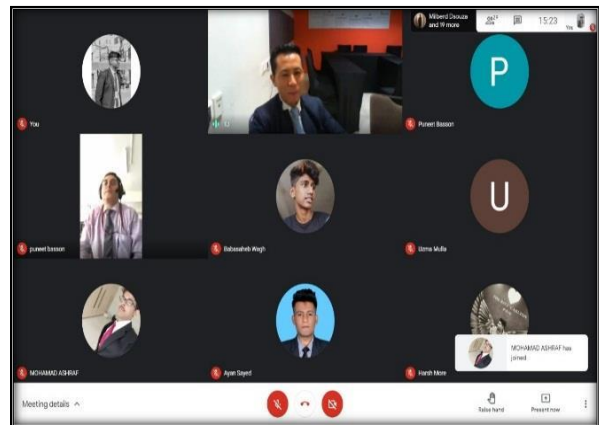 Milberd Dsouza
and 19 more
29
15:23
You
P
You
Puneet Basson
U
puneet basson
Babasaheb Wagh
Uzma Mulla
MOHAMAD ASHRAF
Ayan Sayed
Harsh More
MOHAMAD ASHRAF has
joined
Meeting details
Raise hand
Present now